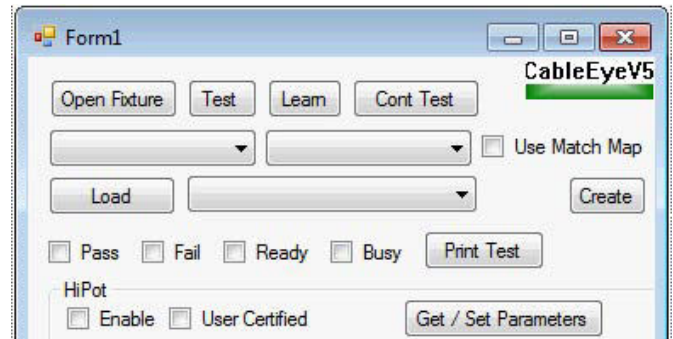 Form1
CableEyeV5
Open Fixture Test Learn Cont Test
Use Match Map
Load Create
Pass Fail Ready Busy Print Test
HiPot
Enable User Certified Get / Set Parameters